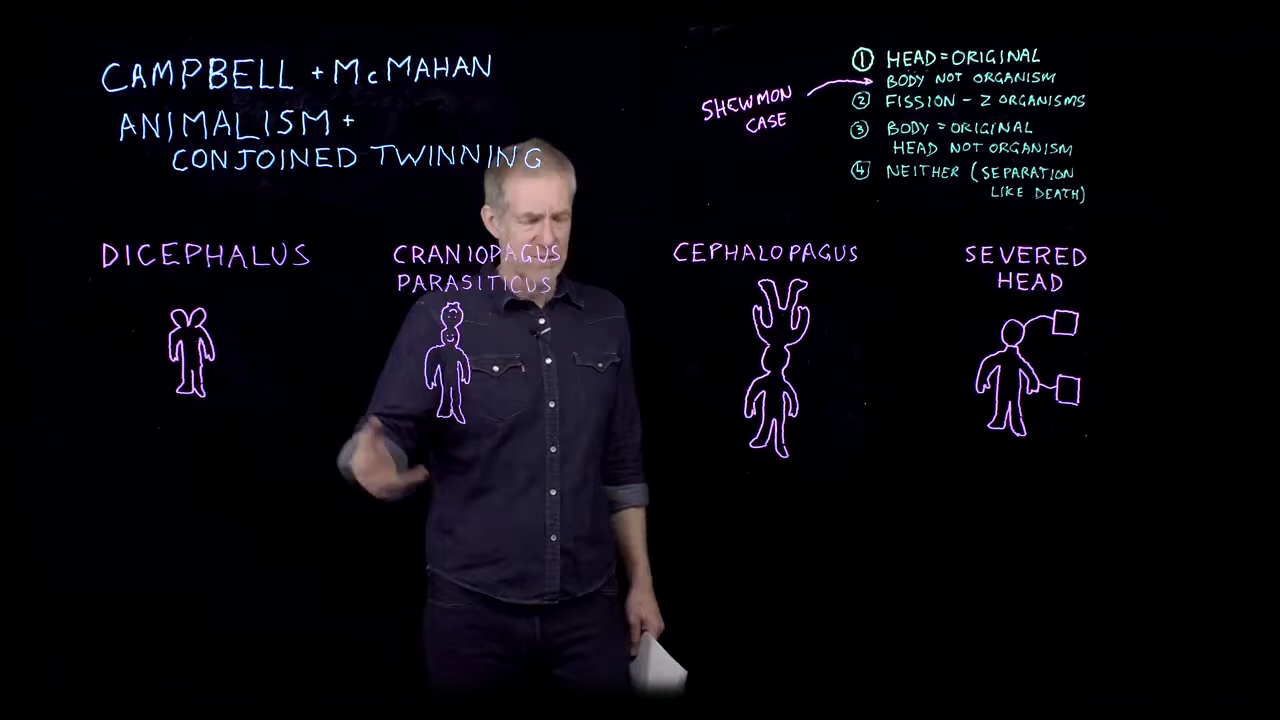 CAMPBELL + McMAHAN
ANIMALISM +
CONJOINED TWINNING
SHEWMON
CASE
① HEAD = ORIGINAL
BODY NOT ORGANISM
② FISSION - 2 ORGANISMS
③ BODY = ORIGINAL
HEAD NOT ORGANISM
④ NEITHER (SEPARATION
LIKE DEATH)
DICEPHALUS
CRANIOPAGUS
PARASITICUS
CEPHALOPAGUS
SEVERED
HEAD